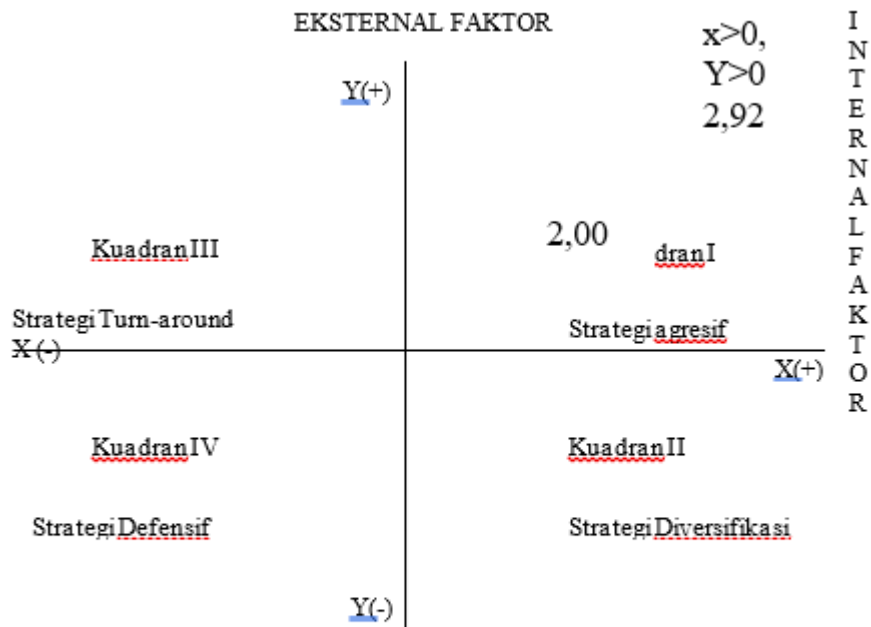 EKSTERNAL FAKTOR
x>0,
Y>0
2,92
Y(+)
2,00
Kuadran III
dran I
Strategi Turn-around
Strategi agresif
X (-)
X(+)
Kuadran IV
Kuadran II
Strategi Defensif
Strategi Diversifikasi
Y(-)
I
N
T
E
R
N
A
L
F
A
K
T
O
R